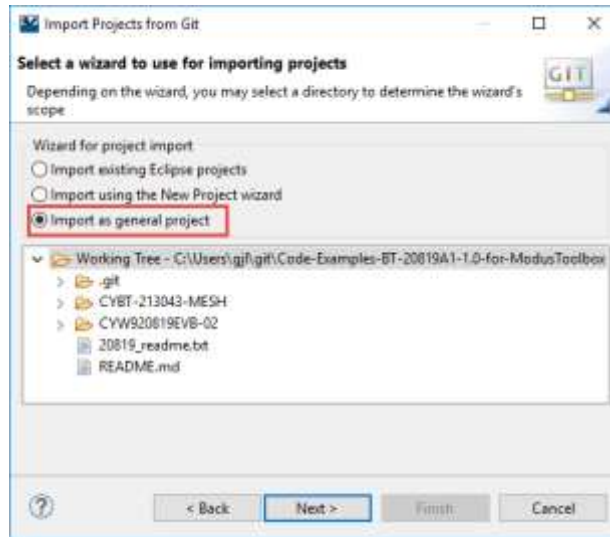 Import Projects from Git
Select a wizard to use for importing projects
Depending on the wizard, you may select a directory to determine the wizard's
scope
GIT
Wizard for project import
Import existing Eclipse projects
Import using the New Project wizard
Import as general project
Working Tree - C:\Users\gjl\git\Code-Examples-BT-20819A1-1.0-for-ModusToolbox
.git
CYBT-213043-MESH
CYW920819EVB-02
20819_readme.txt
README.md
?
< Back
Next >
Finish
Cancel